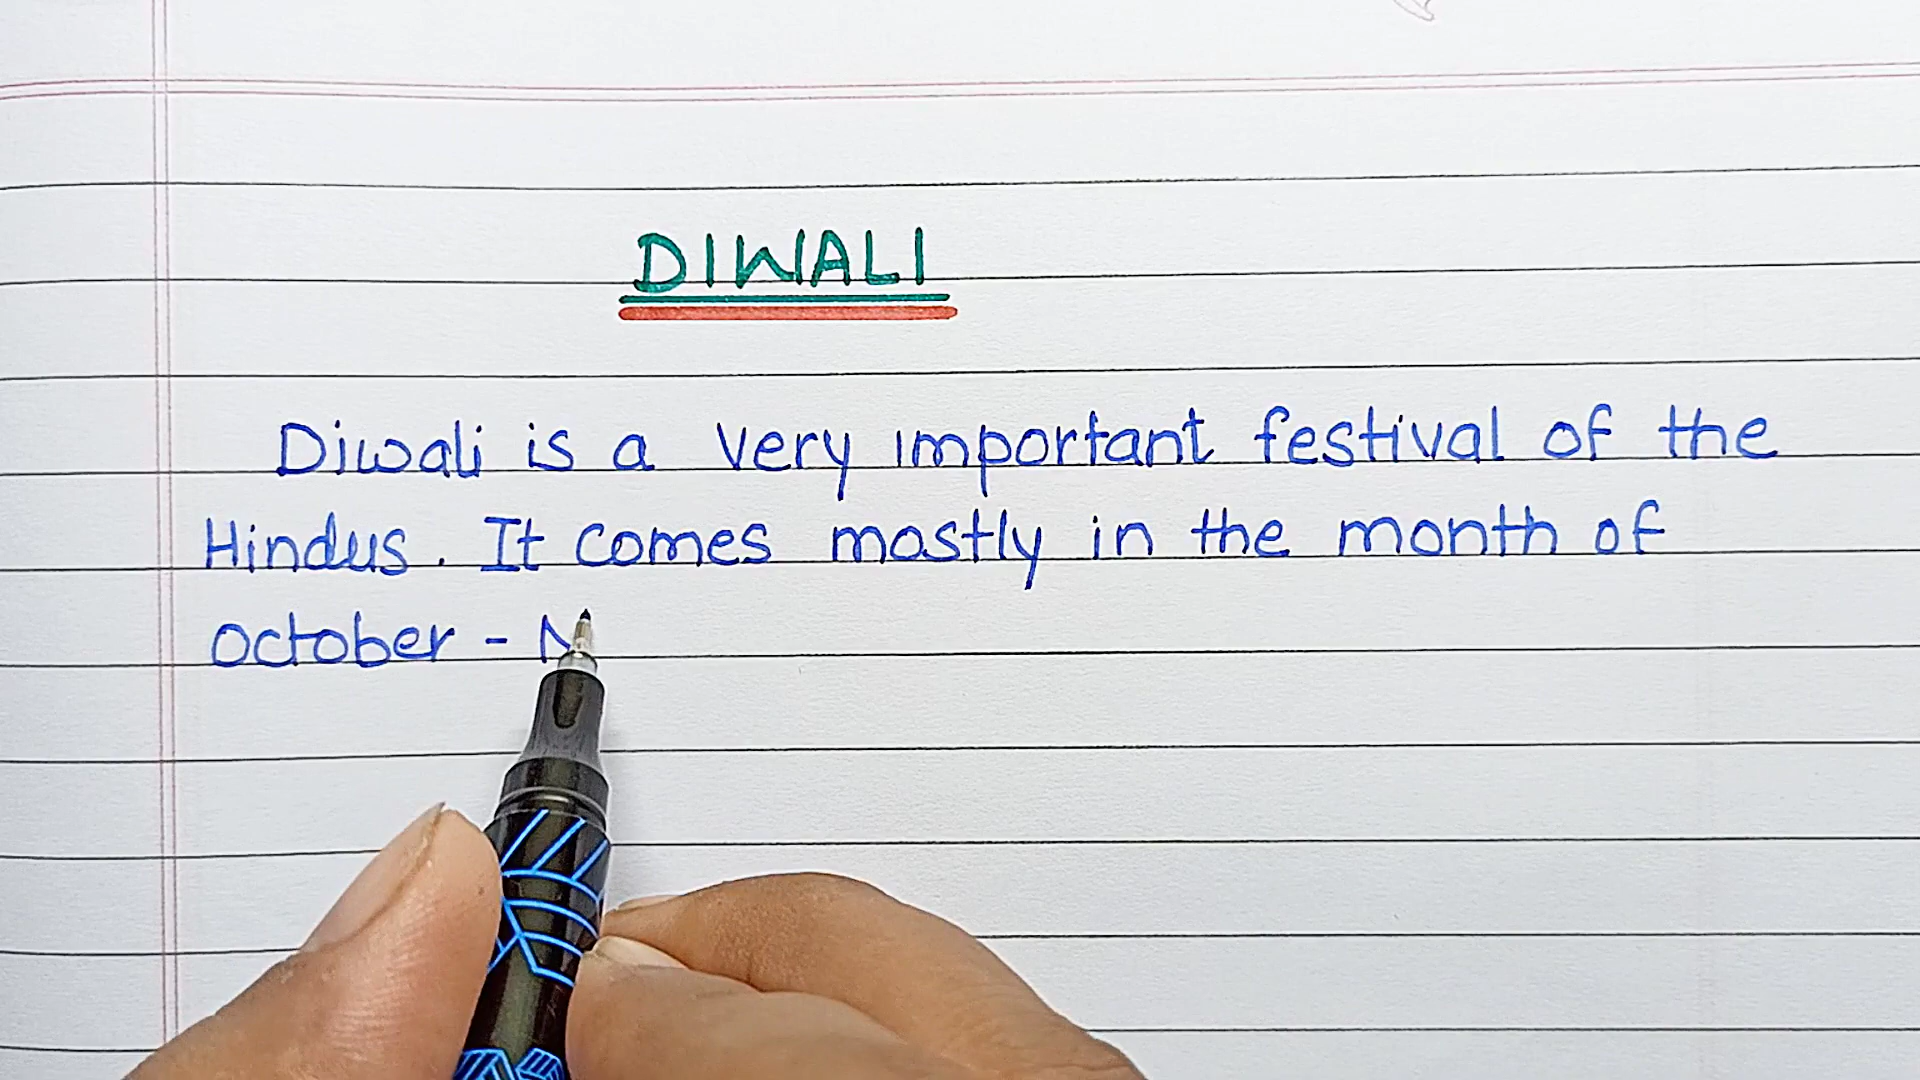 DIWALI
Diwali is a very important festival of the
Hindus. It comes mostly in the month of
October - N